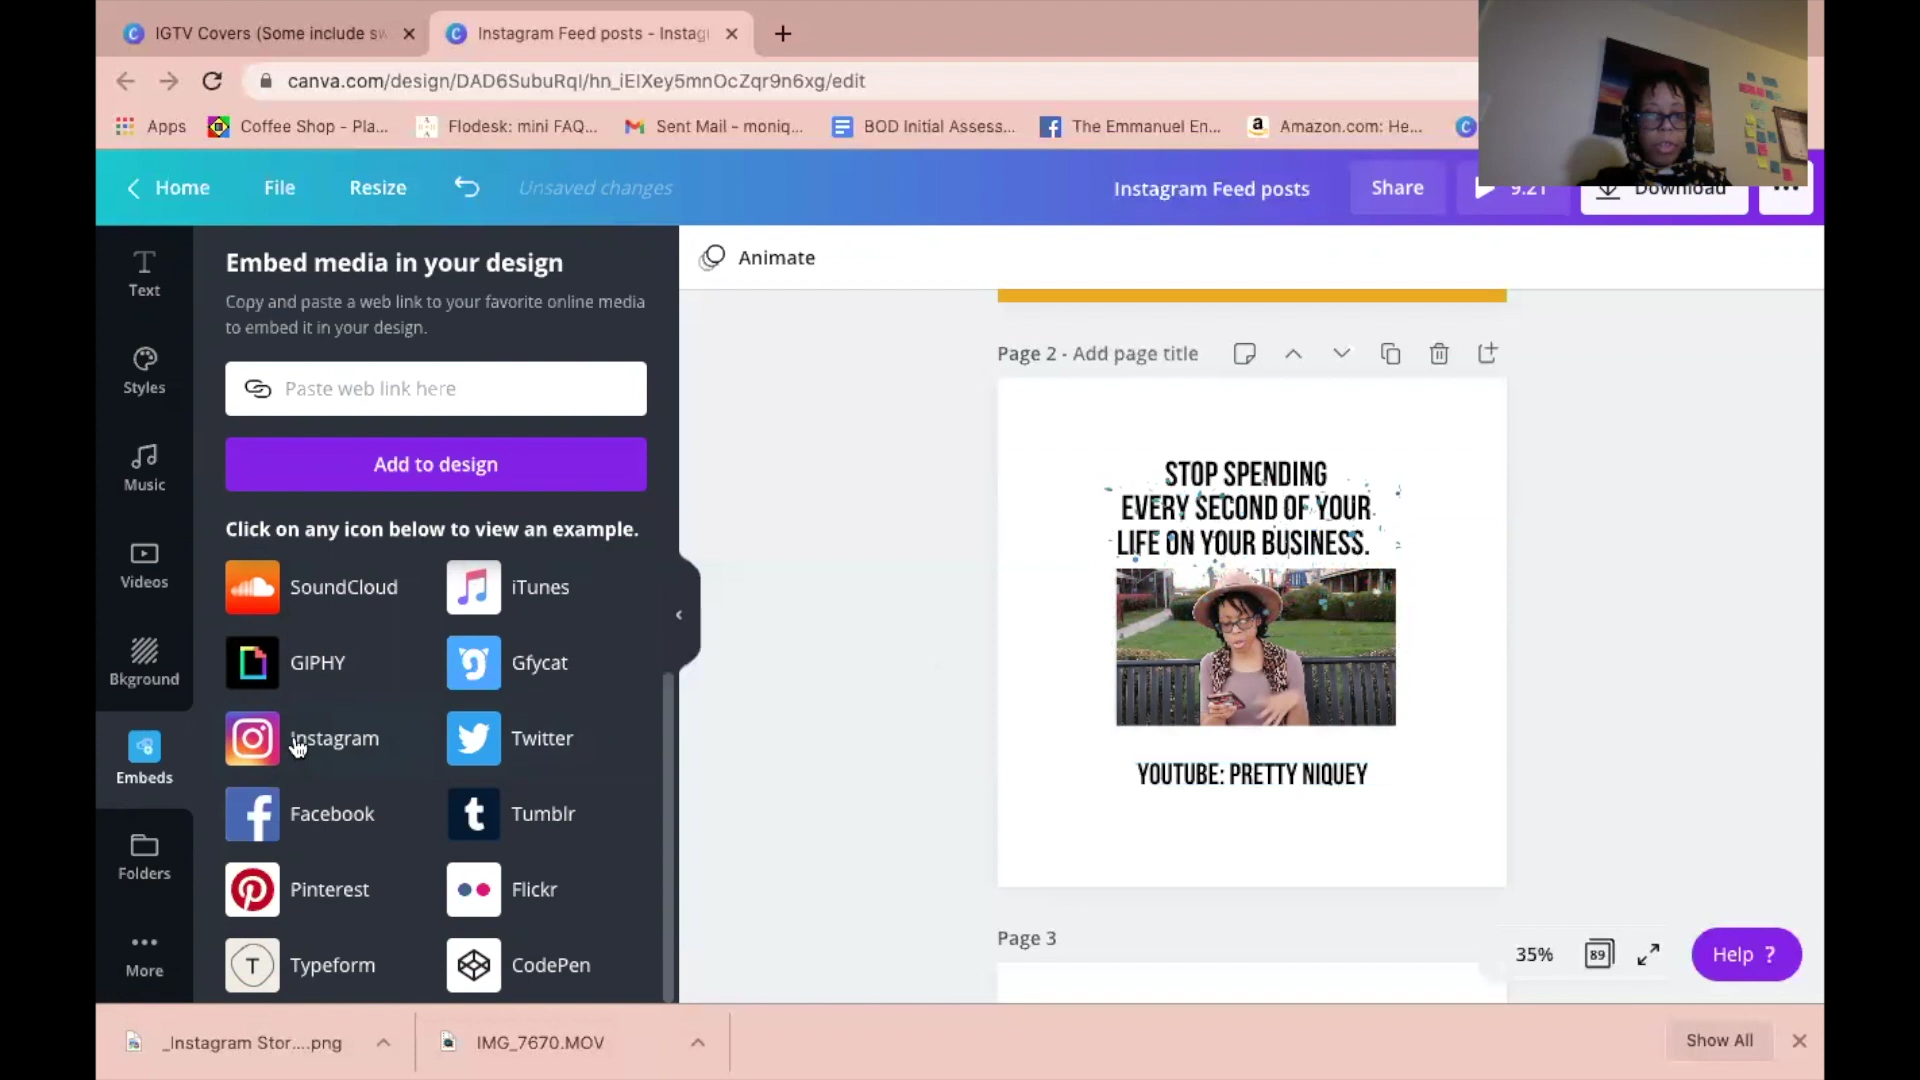 IGTV Covers (Some include sw
Instagram Feed posts - Instag
canva.com/design/DAD6SubuRqI/hn_iEIXey5mnOcZqr9n6xg/edit
Apps
Coffee Shop - Pla...
Flodesk: mini FAQ...
Sent Mail – moniq...
BOD Initial Assess...
The Emmanuel En...
Amazon.com: He...
Home
File
Resize
Unsaved changes
Instagram Feed posts
Share
9.21
Download
Text
Styles
Music
Videos
Bkground
Embeds
Folders
More
Embed media in your design
Copy and paste a web link to your favorite online media
to embed it in your design.
Paste web link here
Add to design
Click on any icon below to view an example.
SoundCloud
iTunes
GIPHY
Gfycat
Instagram
Twitter
Facebook
Tumblr
Pinterest
Flickr
Typeform
CodePen
Animate
Page 2 - Add page title
STOP SPENDING
EVERY SECOND OF YOUR
LIFE ON YOUR BUSINESS.
YOUTUBE: PRETTY NIQUEY
Page 3
35%
89
Help ?
_Instagram Stor....png
IMG_7670.MOV
Show All